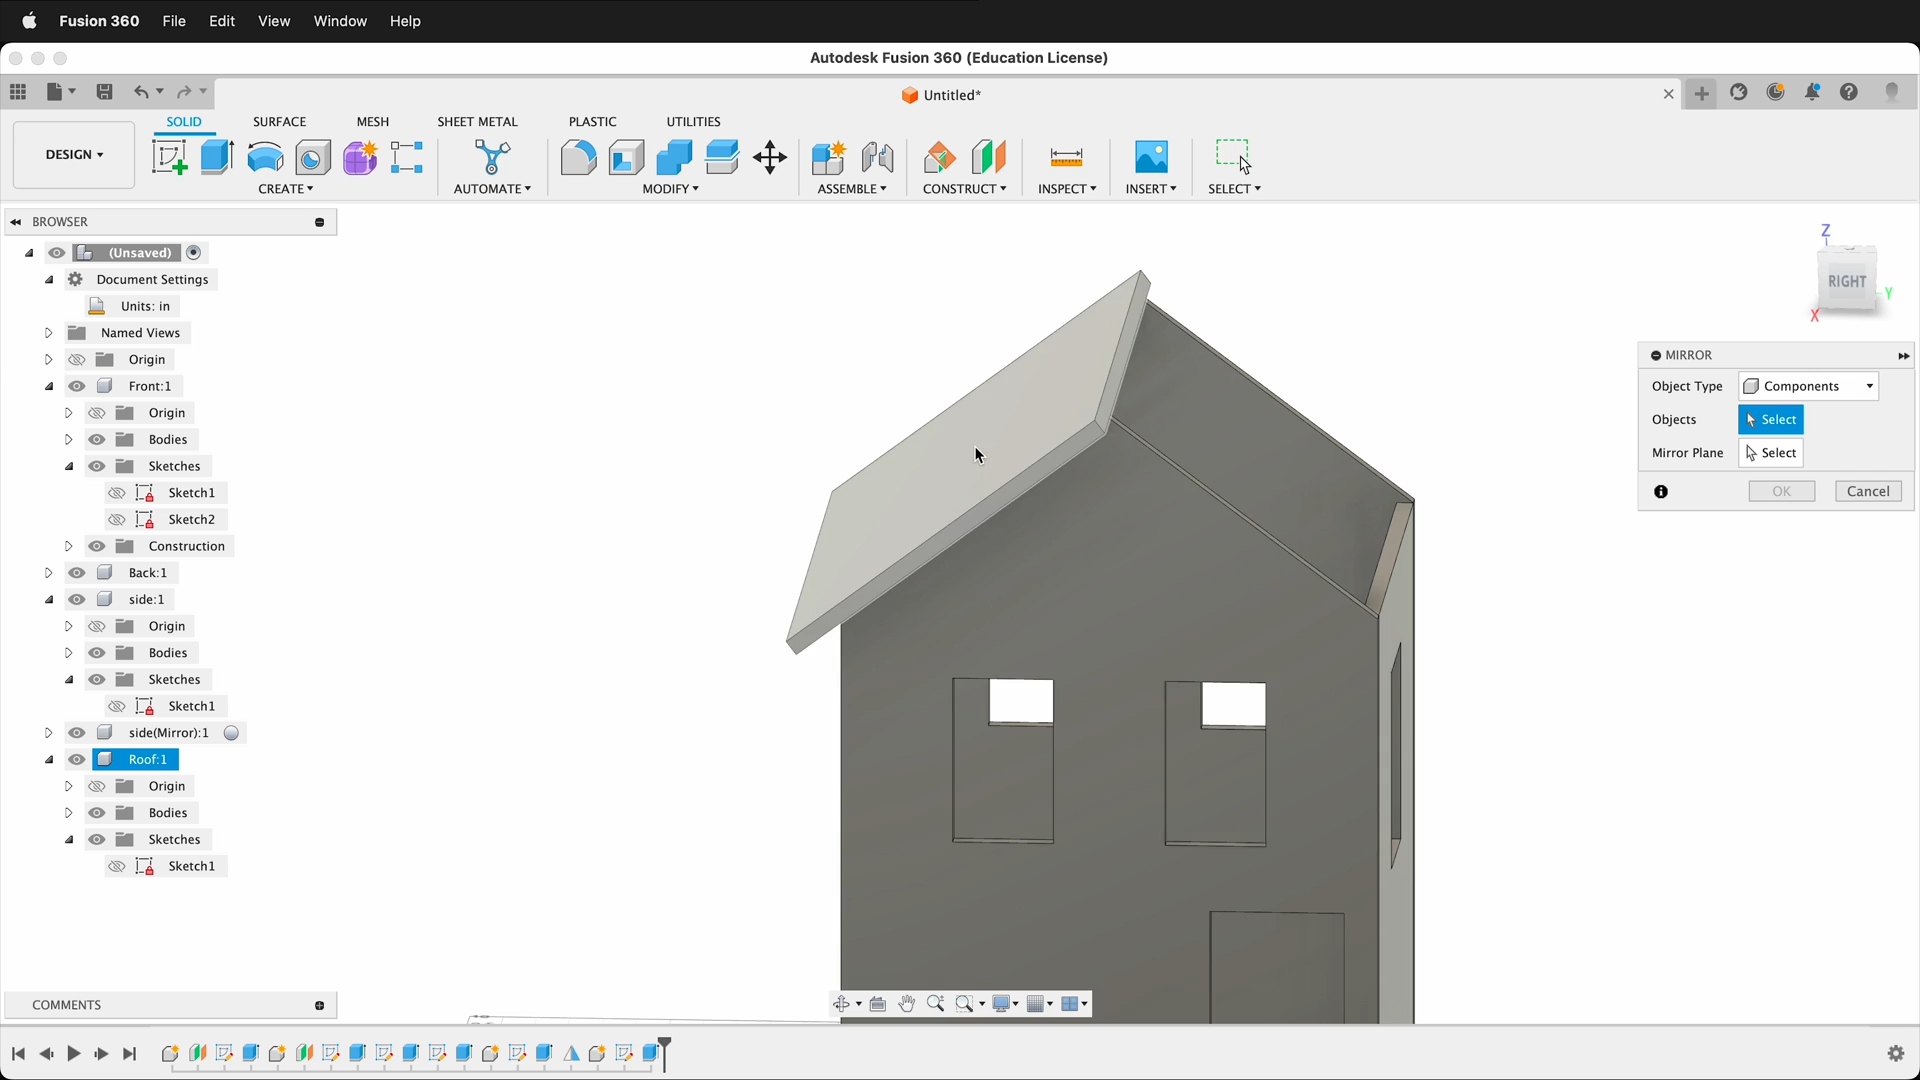 Fusion 360 File Edit View Window Help
Autodesk Fusion 360 (Education License)
Untitled*
SOLID SURFACE MESH SHEET METAL PLASTIC UTILITIES
DESIGN
CREATE AUTOMATE MODIFY ASSEMBLE CONSTRUCT INSPECT INSERT SELECT
BROWSER
(Unsaved)
Document Settings
Units: in
Named Views
Origin
Front:1
Origin
Bodies
Sketches
Sketch1
Sketch2
Construction
Back:1
side:1
Origin
Bodies
Sketches
Sketch1
side(Mirror):1
Roof:1
Origin
Bodies
Sketches
Sketch1
COMMENTS
Z
RIGHT
Y
X
MIRROR
Object Type Components
Objects Select
Mirror Plane Select
OK Cancel